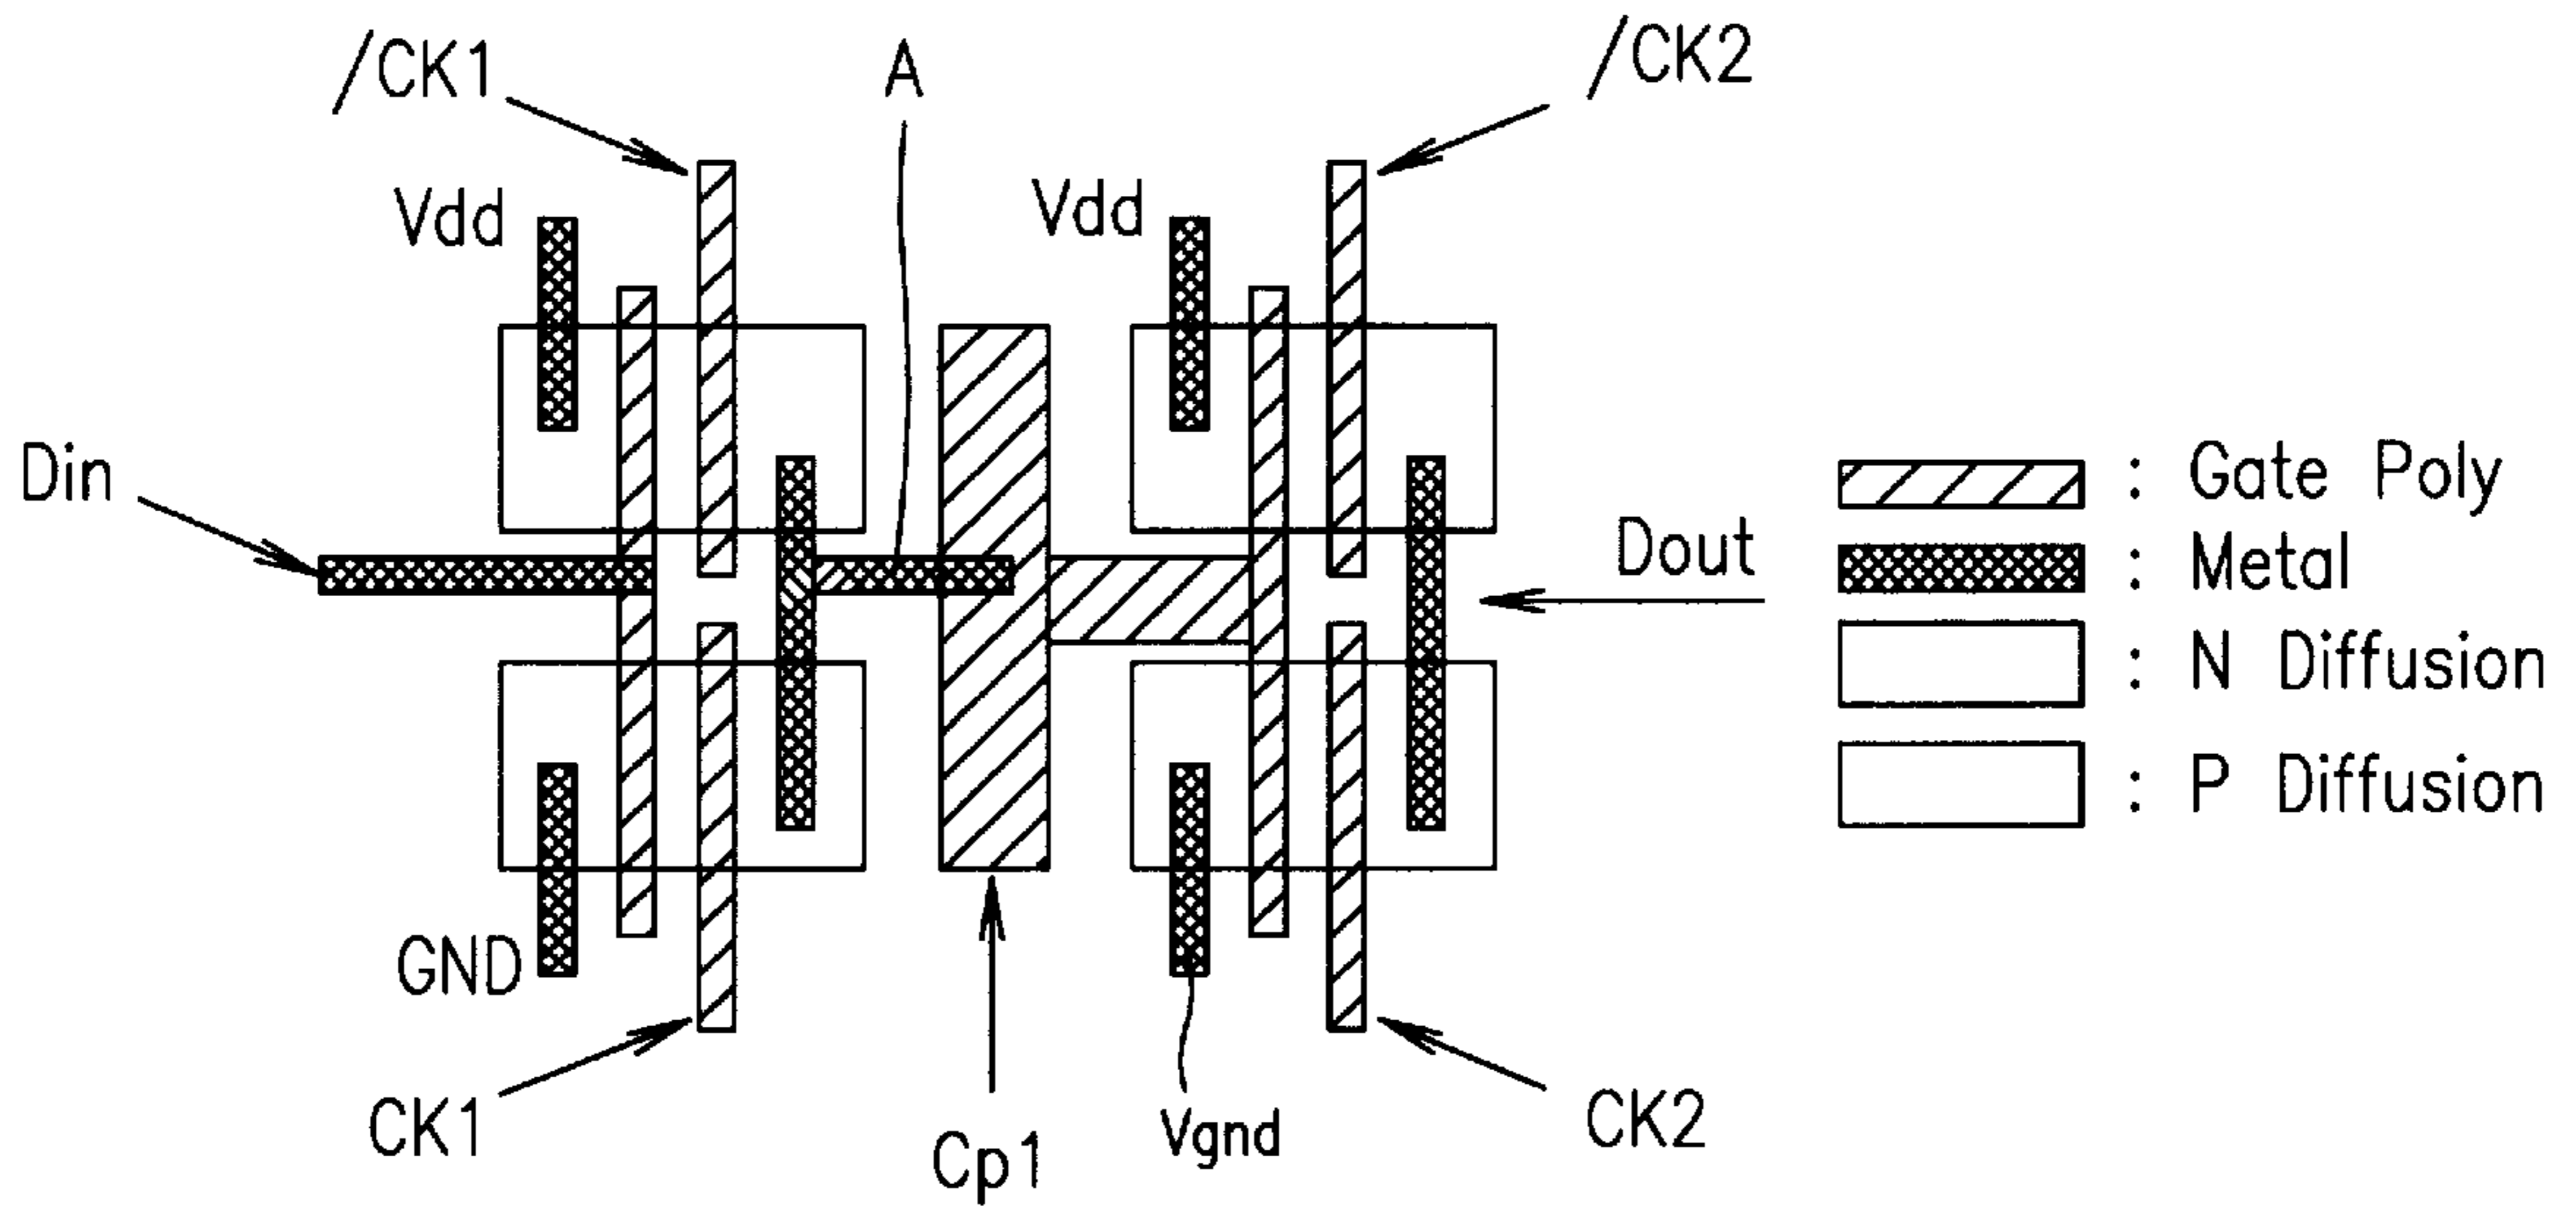 /CK1
A
/CK2
Vdd
Vdd
Din
Dout
GND
CK1
Cp1
Vgnd
CK2
: Gate Poly
: Metal
: N Diffusion
: P Diffusion